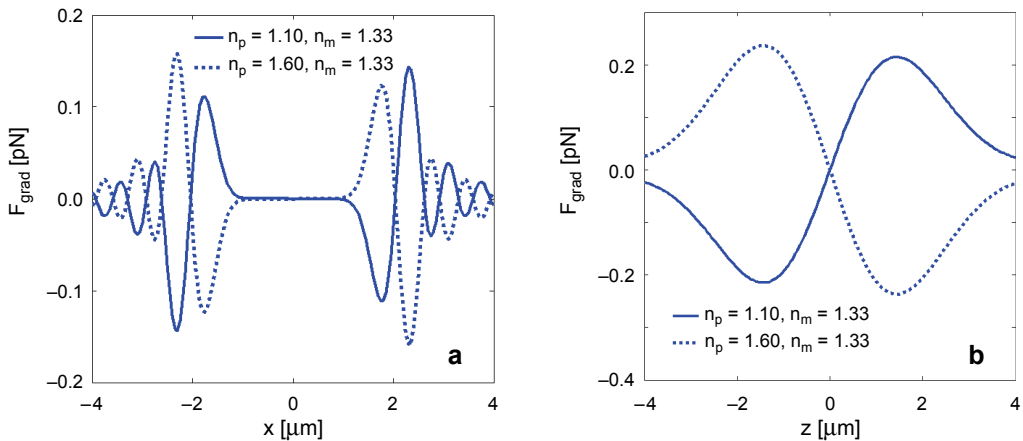 0.2
0.1
0.0
–0.1
–0.2
F_grad [pN]
n_p = 1.10, n_m = 1.33
n_p = 1.60, n_m = 1.33
a
–4
–2
0
2
4
x [μm]
0.2
0.0
–0.2
–0.4
F_grad [pN]
n_p = 1.10, n_m = 1.33
n_p = 1.60, n_m = 1.33
b
–4
–2
0
2
4
z [μm]